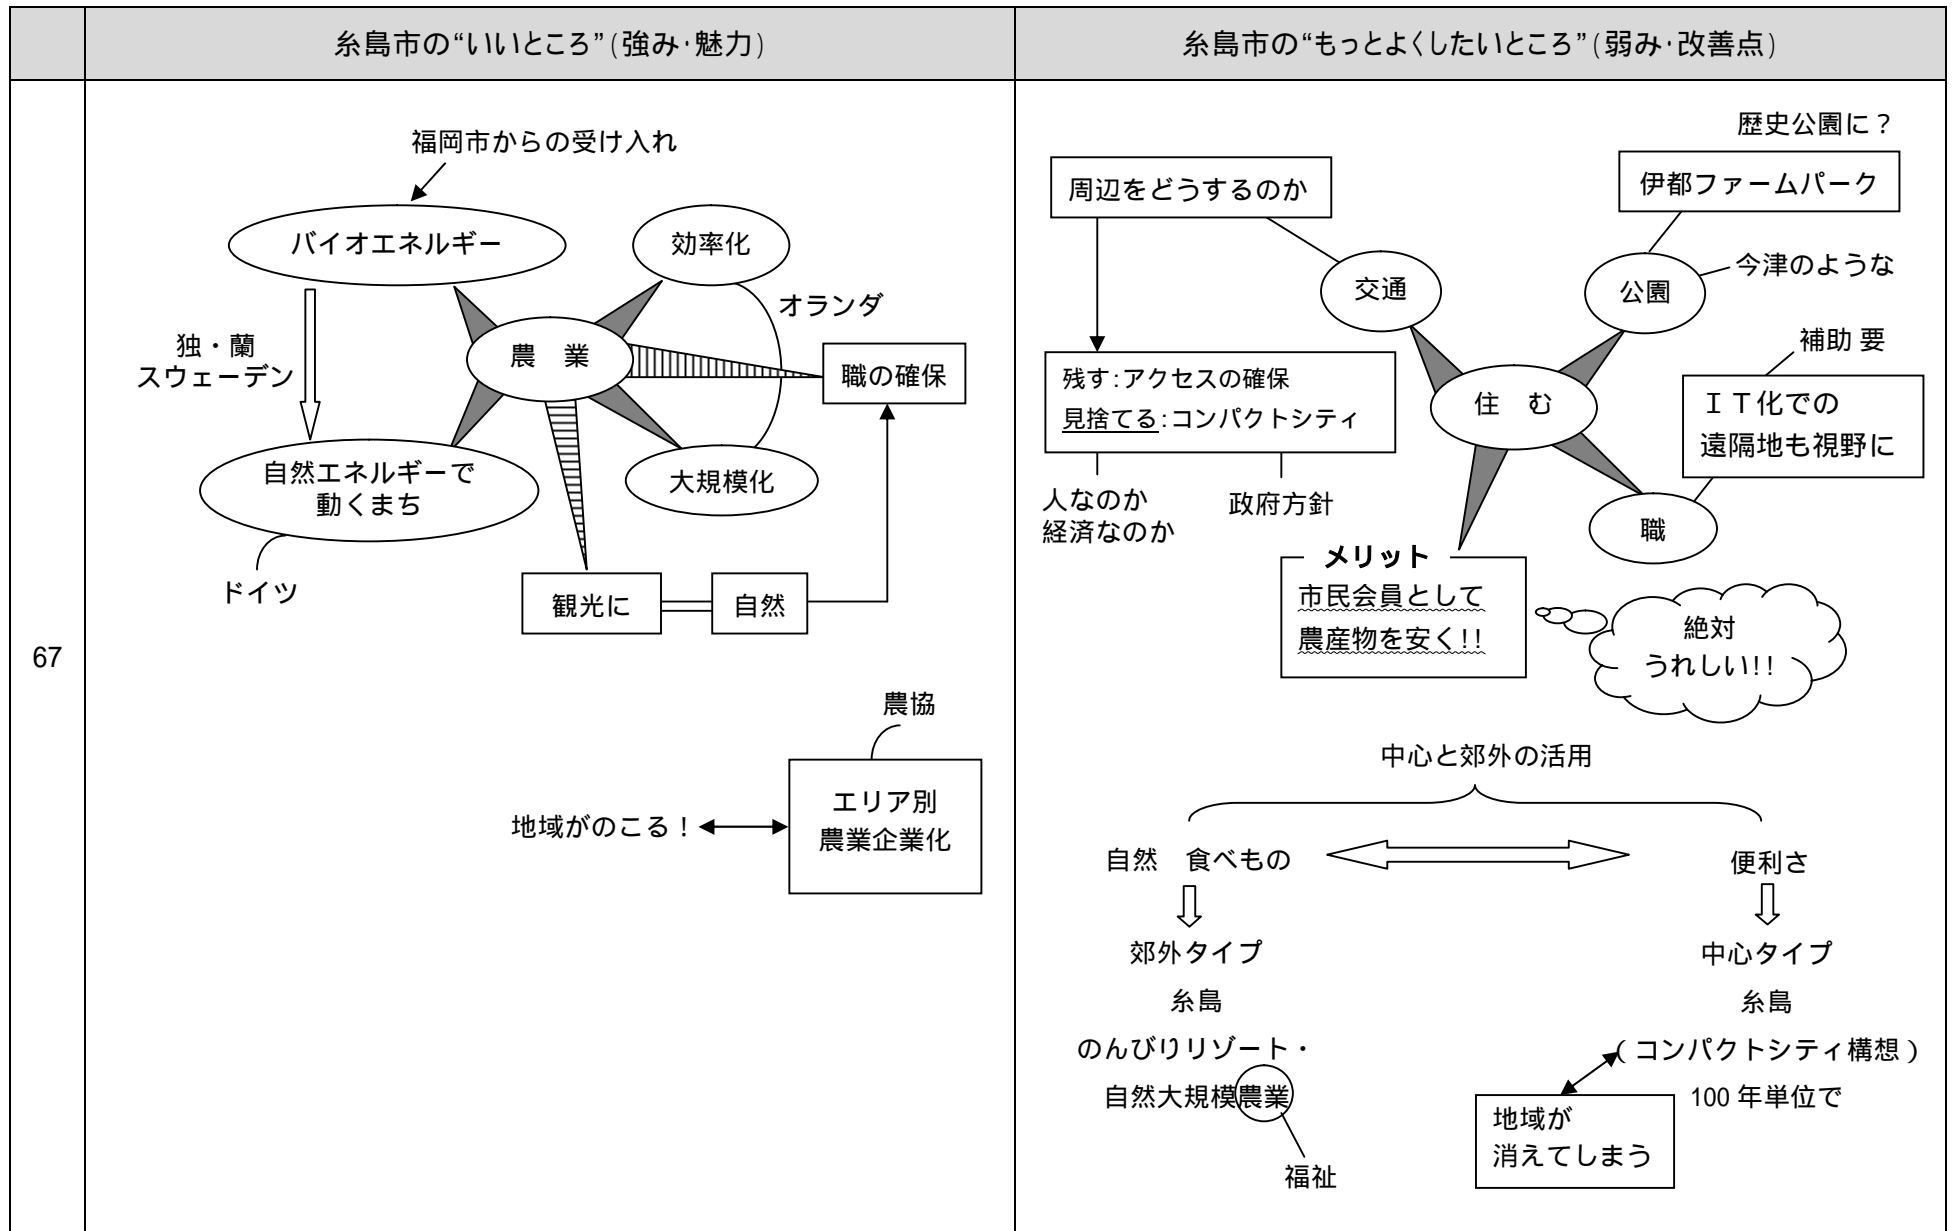 糸島市の“いいところ”(強み・魅力)
糸島市の“もっとよくしたいところ”(弱み・改善点)
67
福岡市からの受け入れ
バイオエネルギー
効率化
オランダ
独・蘭
スウェーデン
農　業
職の確保
自然エネルギーで
動くまち
大規模化
ドイツ
観光に
自然
農協
エリア別
農業企業化
地域がのこる！
歴史公園に？
周辺をどうするのか
伊都ファームパーク
交通
公園
今津のような
補助 要
残す:アクセスの確保
見捨てる:コンパクトシティ
住　む
ＩＴ化での
遠隔地も視野に
人なのか
経済なのか
政府方針
職
メリット
市民会員として
農産物を安く!!
絶対
うれしい!!
中心と郊外の活用
自然　食べもの
便利さ
郊外タイプ
中心タイプ
糸島
糸島
のんびりリゾート・
（コンパクトシティ構想）
自然大規模農業
100 年単位で
地域が
消えてしまう
福祉